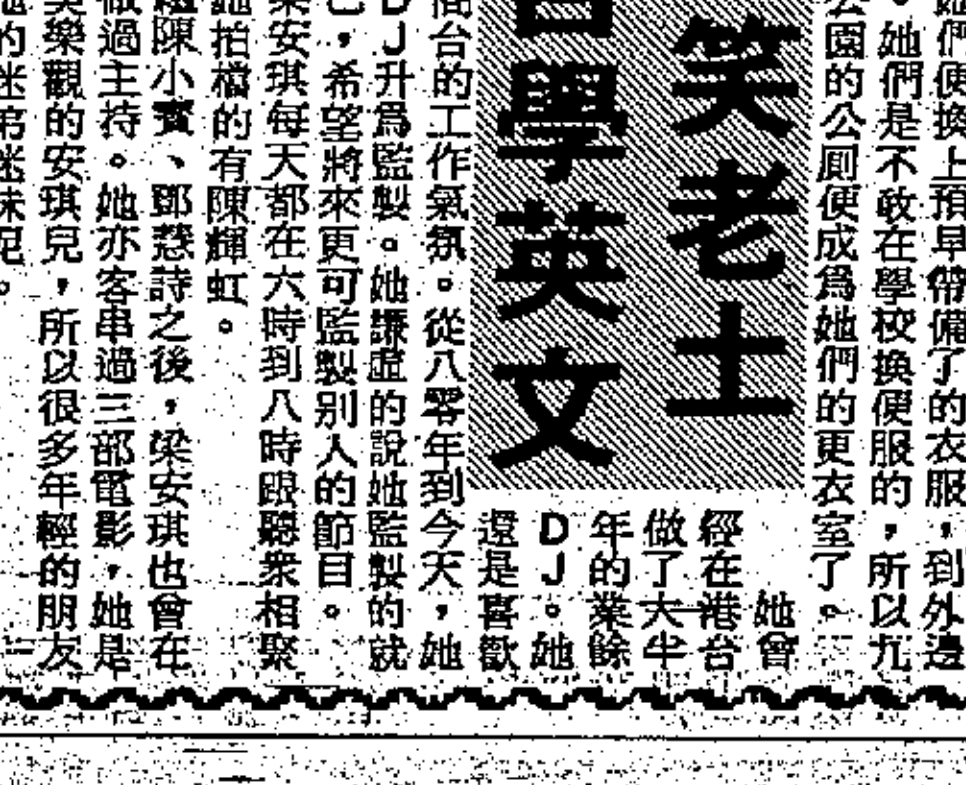 她們便換上預早帶備了的衣服，到外邊
。她們是不敢在學校換便服的，所以九
公園的公厠便成爲她們的更衣室了。
笑老土
學英文
她曾
經在港台
做了大半
年的業餘
DJ。她
還是喜歡
台的工作氣氛。從八零年到今天，她
DJ升爲監製。她謙虛的說她監製的就
，希望將來更可監製別人的節目。
安琪每天都在六時到八時跟聽衆相聚
她拍檔的有陳輝虹。
陳小寶、鄧慧詩之後，梁安琪也曾在
過主持。她亦客串過三部電影，她是
樂觀的安琪兒，所以很多年輕的朋友
的迷弟迷妹呢。